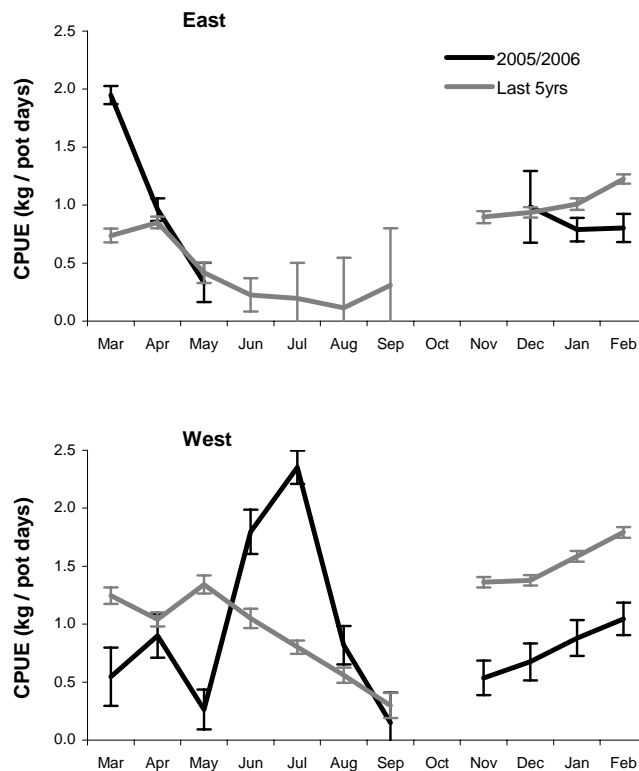 East
2.5
2.0
1.5
1.0
0.5
0.0
CPUE (kg / pot days)
2005/2006
Last 5yrs
Mar Apr May Jun Jul Aug Sep Oct Nov Dec Jan Feb
West
2.5
2.0
1.5
1.0
0.5
0.0
CPUE (kg / pot days)
Mar Apr May Jun Jul Aug Sep Oct Nov Dec Jan Feb